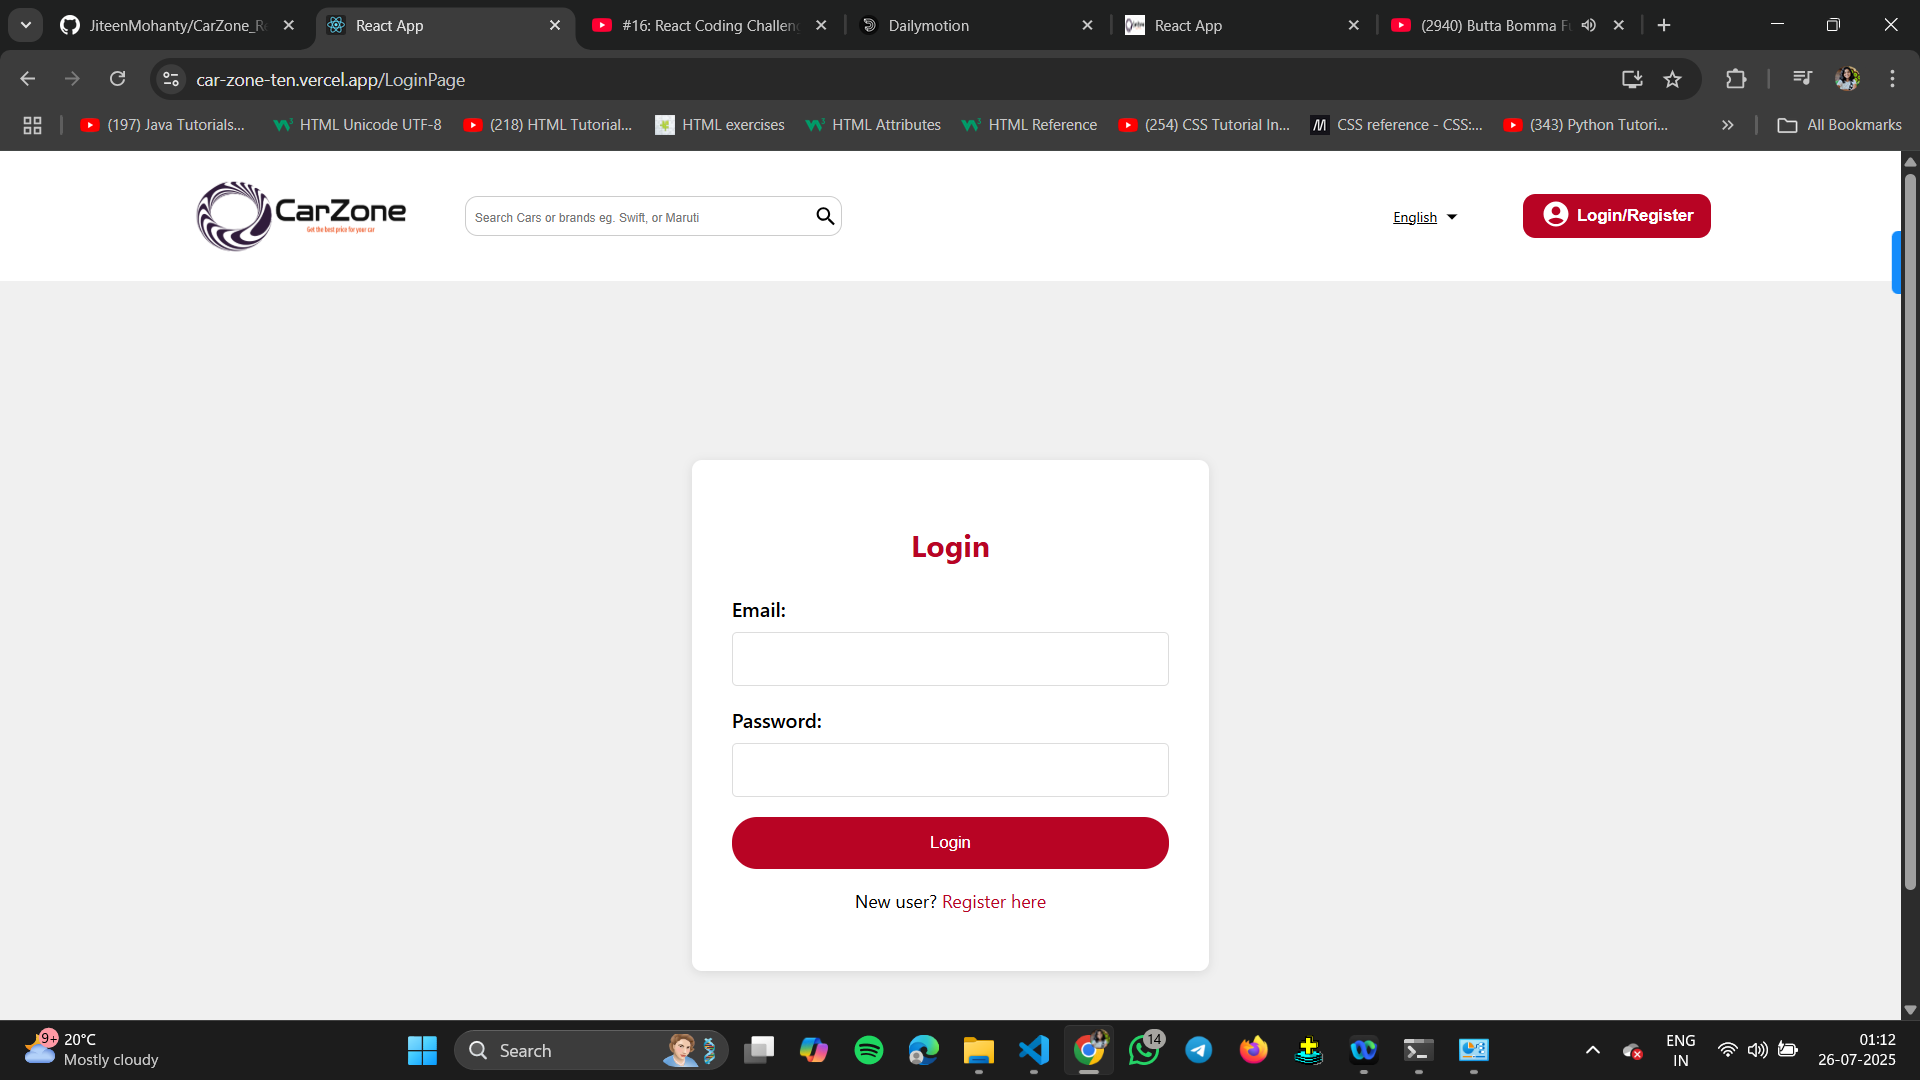 JiteenMohanty/CarZone_Re
React App
#16: React Coding Challeng
Dailymotion
React App
(2940) Butta Bomma Fu
car-zone-ten.vercel.app/LoginPage
(197) Java Tutorials...
HTML Unicode UTF-8
(218) HTML Tutorial...
HTML exercises
HTML Attributes
HTML Reference
(254) CSS Tutorial In...
CSS reference - CSS:...
(343) Python Tutori...
All Bookmarks
CarZone
Get the best price for your car
Search Cars or brands eg. Swift, or Maruti
English
Login/Register
Login
Email:
Password:
Login
New user? Register here
9+
20°C
Mostly cloudy
Search
14
ENG
IN
01:12
26-07-2025